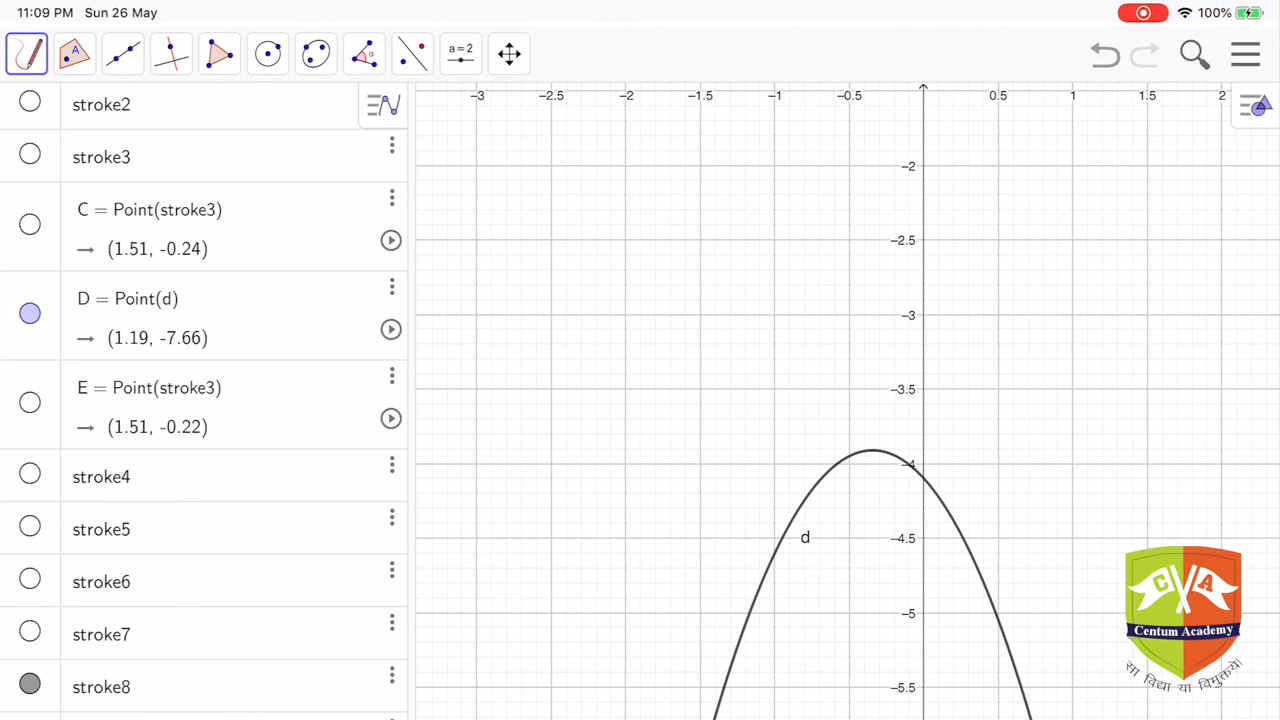 11:09 PM Sun 26 May
100%
A
α
a = 2
stroke2
stroke3
C = Point(stroke3)
→ (1.51, -0.24)
D = Point(d)
→ (1.19, -7.66)
E = Point(stroke3)
→ (1.51, -0.22)
stroke4
stroke5
stroke6
stroke7
stroke8
–3 –2.5 –2 –1.5 –1 –0.5 0.5 1 1.5 2
–2
–2.5
–3
–3.5
–4
d
–4.5
–5
–5.5
C A
Centum Academy
सा विद्या या विमुक्तये